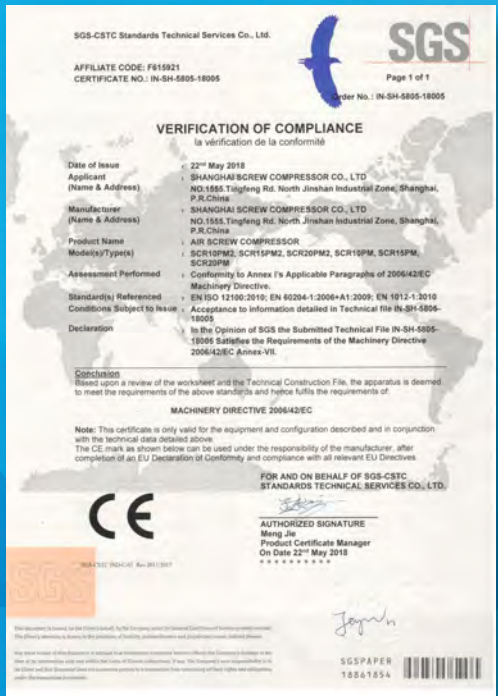 SGS-CSTC Standards Technical Services Co., Ltd.
SGS
AFFILIATE CODE: F615921
CERTIFICATE NO.: IN-SH-5805-18005
Page 1 of 1
Order No.: IN-SH-5805-18005
VERIFICATION OF COMPLIANCE
la vérification de la conformité
Date of Issue : 22nd May 2018
Applicant : SHANGHAI SCREW COMPRESSOR CO., LTD
(Name & Address) NO.1555.Tingfeng Rd. North Jinshan Industrial Zone, Shanghai,
P.R.China
Manufacturer : SHANGHAI SCREW COMPRESSOR CO., LTD
(Name & Address) NO.1555.Tingfeng Rd. North Jinshan Industrial Zone, Shanghai,
P.R.China
Product Name : AIR SCREW COMPRESSOR
Model(s)/Type(s) : SCR10PM2, SCR15PM2, SCR20PM2, SCR10PM, SCR15PM,
SCR20PM
Assessment Performed : Conformity to Annex I's Applicable Paragraphs of 2006/42/EC
Machinery Directive.
Standard(s) Referenced : EN ISO 12100:2010; EN 60204-1:2006+A1:2009; EN 1012-1:2010
Conditions Subject to Issue : Acceptance to information detailed in Technical file IN-SH-5805-
18005
Declaration : In the Opinion of SGS the Submitted Technical File IN-SH-5805-
18005 Satisfies the Requirements of the Machinery Directive
2006/42/EC Annex-VII.
Conclusion
Based upon a review of the worksheet and the Technical Construction File, the apparatus is deemed
to meet the requirements of the above standards and hence fulfils the requirements of:
MACHINERY DIRECTIVE 2006/42/EC
Note: This certificate is only valid for the equipment and configuration described and in conjunction
with the technical data detailed above.
The CE mark as shown below can be used under the responsibility of the manufacturer, after
completion of an EU Declaration of Conformity and compliance with all relevant EU Directives.
FOR AND ON BEHALF OF SGS-CSTC
STANDARDS TECHNICAL SERVICES CO., LTD.
CE
AUTHORIZED SIGNATURE
Meng Jie
Product Certificate Manager
On Date 22nd May 2018
* * * * * * * * * *
SGS
SGSPAPER
18861854